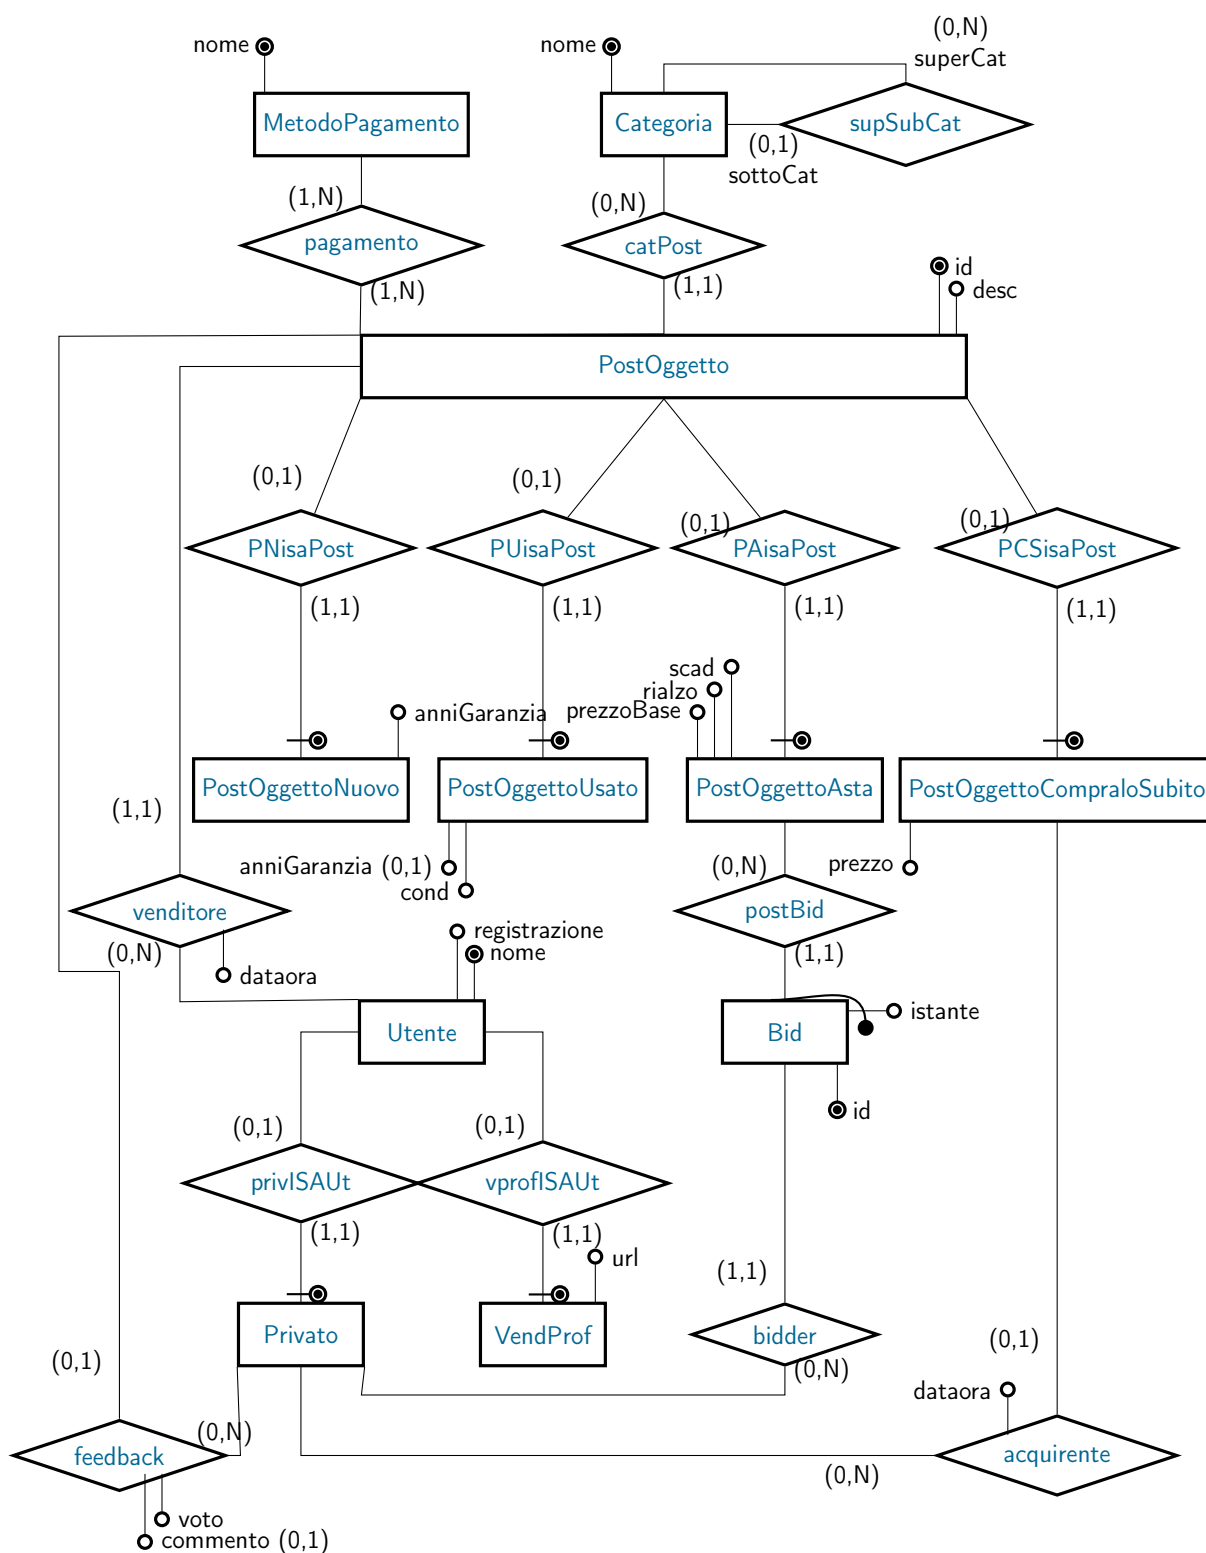 (0,N)
nome
nome
superCat
MetodoPagamento
Categoria
supSubCat
(0,1)
sottoCat
(1,N)
(0,N)
pagamento
catPost
id
(1,N)
(1,1)
desc
PostOggetto
(0,1)
(0,1)
(0,1)
(0,1)
PNisaPost
PUisaPost
PAisaPost
PCSisaPost
(1,1)
(1,1)
(1,1)
(1,1)
scad
rialzo
anniGaranzia
prezzoBase
PostOggettoNuovo
PostOggettoUsato
PostOggettoAsta
PostOggettoCompraloSubito
(1,1)
anniGaranzia (0,1)
(0,N)
prezzo
cond
venditore
postBid
registrazione
(0,N)
nome
(1,1)
dataora
istante
Utente
Bid
id
(0,1)
(0,1)
privISAUt
vprofISAUt
(1,1)
(1,1)
url
(1,1)
Privato
VendProf
bidder
(0,1)
(0,1)
(0,N)
dataora
(0,N)
feedback
acquirente
(0,N)
voto
commento (0,1)